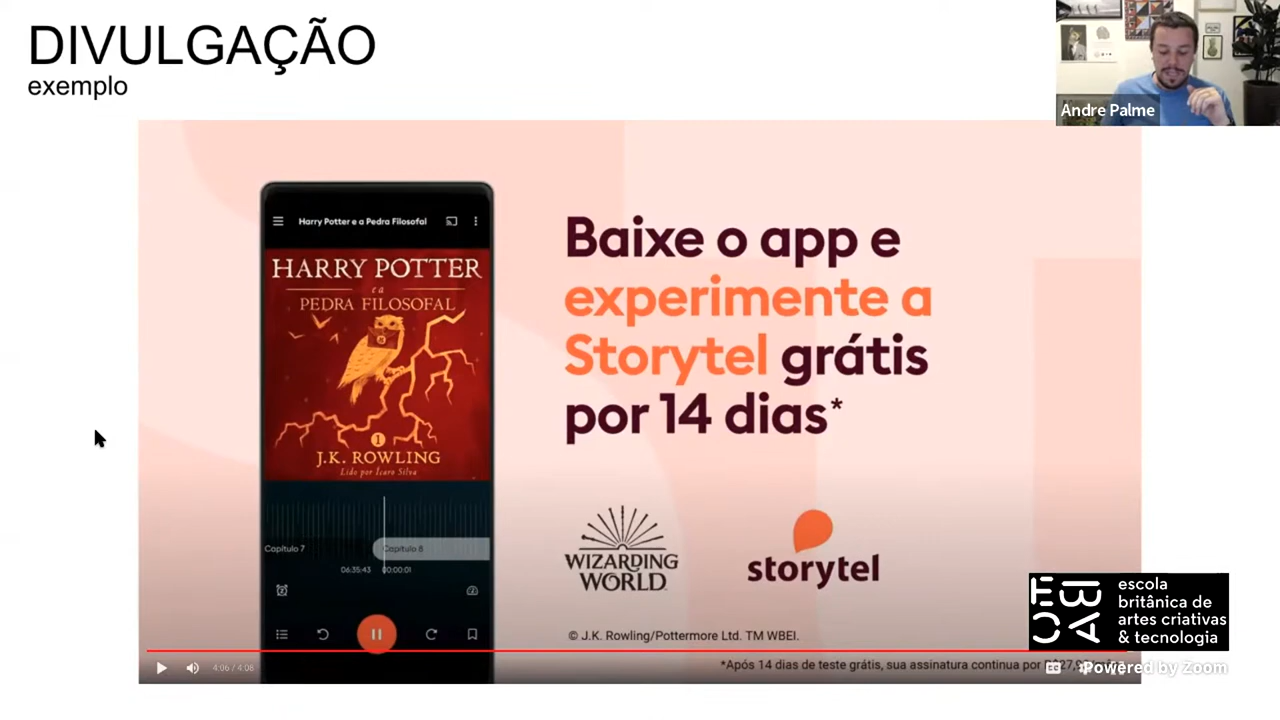 DIVULGAÇÃO
exemplo
Andre Palme
Harry Potter e a Pedra Filosofal
HARRY POTTER
e a
PEDRA FILOSOFAL
1
J.K. ROWLING
Lido por Ícaro Silva
Capítulo 7
Capítulo 8
06:35:43
00:00:01
Baixe o app e
experimente a
Storytel grátis
por 14 dias*
WIZARDING
WORLD
storytel
© J.K. Rowling/Pottermore Ltd. TM WBEI.
4:06 / 4:08
*Após 14 dias de teste grátis, sua assinatura continua por
EBAC
escola
britânica de
artes criativas
& tecnologia
Powered by Zoom